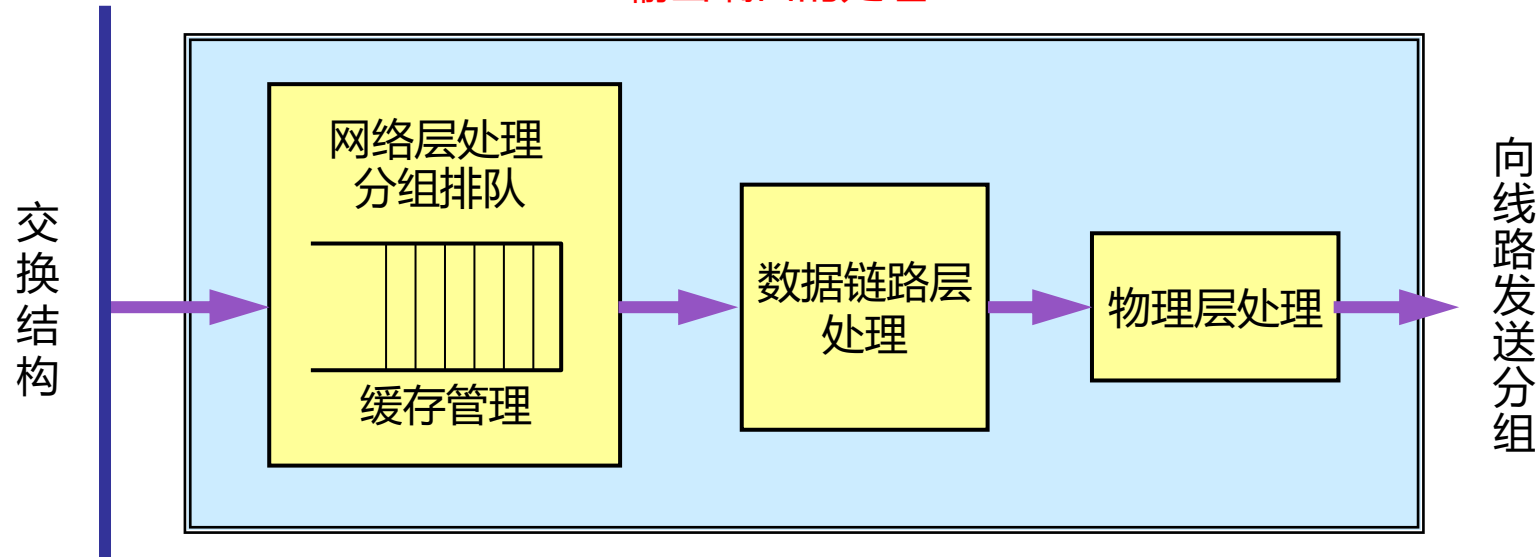 交换结构
网络层处理
分组排队
缓存管理
数据链路层
处理
物理层处理
向线路发送分组